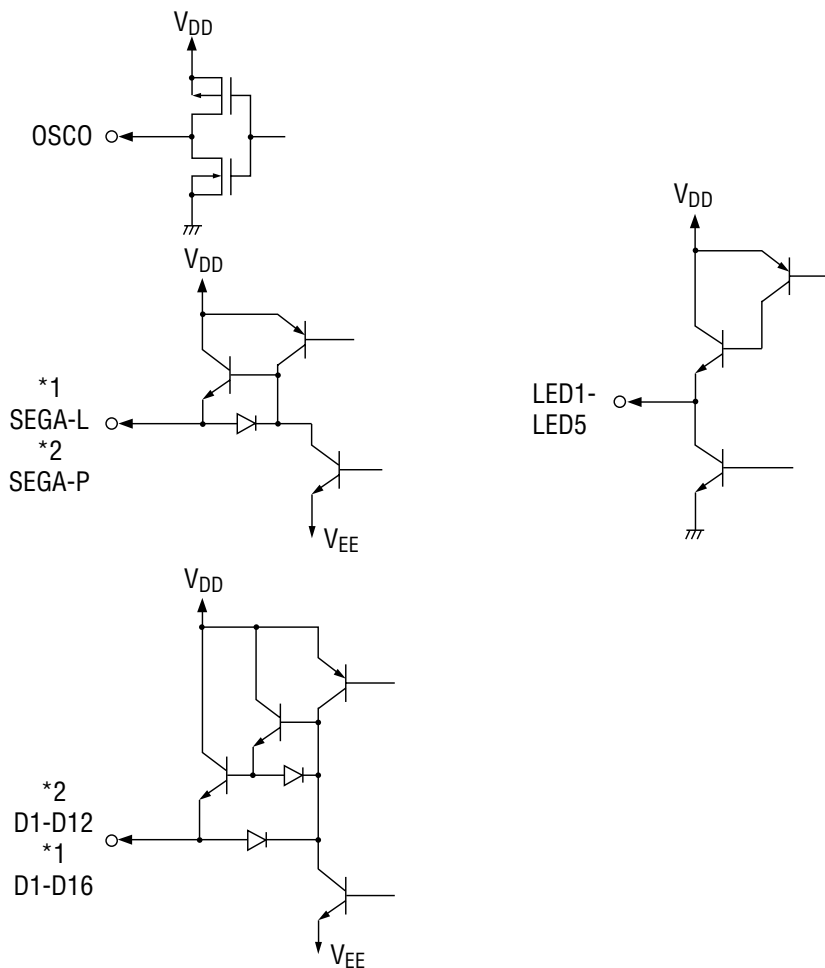 VDD
OSCO
VDD
*1
SEGA-L
*2
SEGA-P
VEE
VDD
LED1-
LED5
VDD
*2
D1-D12
*1
D1-D16
VEE